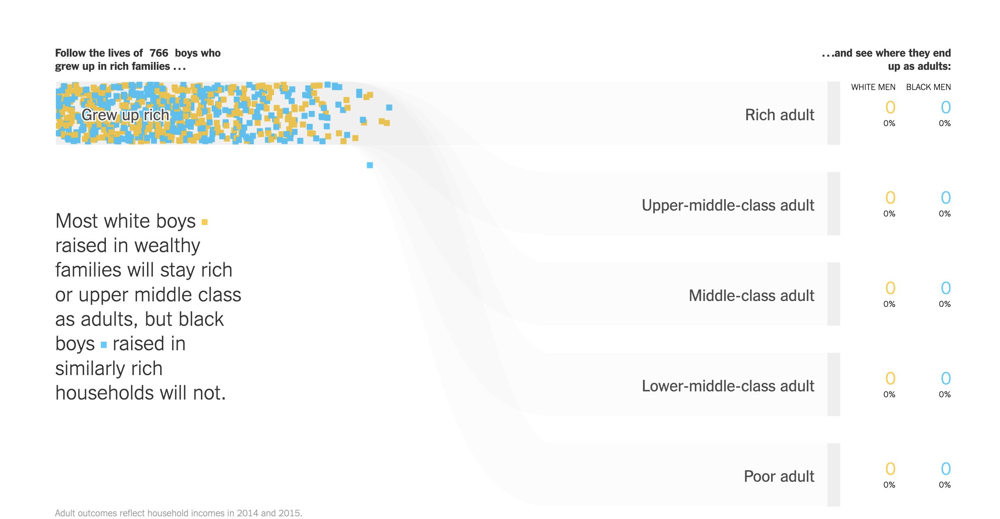 Follow the lives of 766 boys who
grew up in rich families …
…and see where they end
up as adults:
WHITE MEN BLACK MEN
Grew up rich
Rich adult
0 0
0% 0%
Upper-middle-class adult
0 0
0% 0%
Most white boys
raised in wealthy
families will stay rich
or upper middle class
as adults, but black
boys raised in
similarly rich
households will not.
Middle-class adult
0 0
0% 0%
Lower-middle-class adult
0 0
0% 0%
Poor adult
0 0
0% 0%
Adult outcomes reflect household incomes in 2014 and 2015.